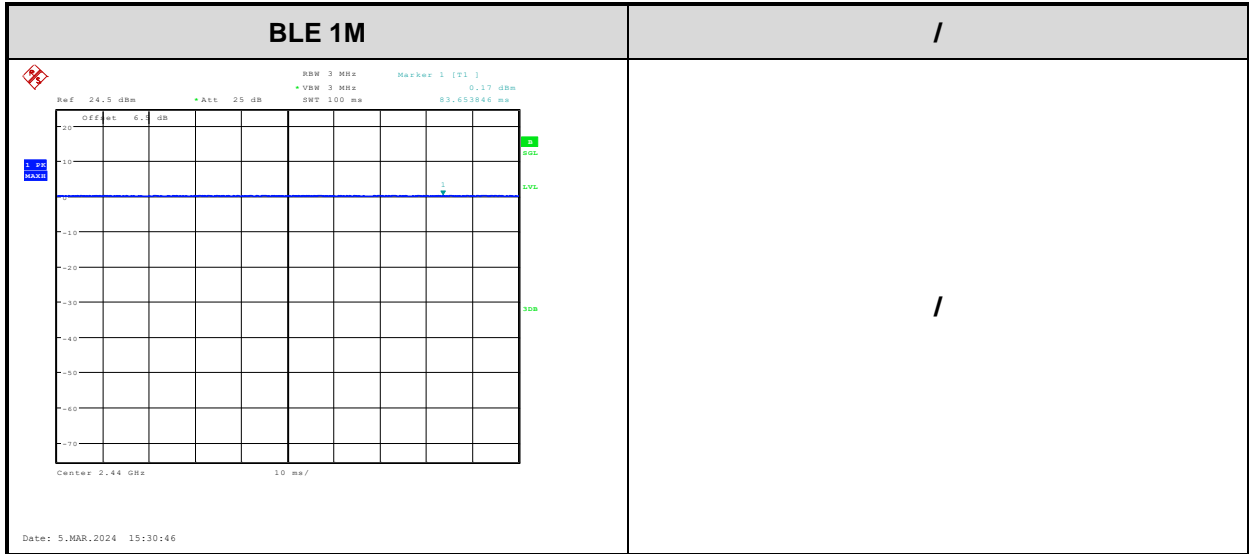 BLE 1M
/
R S
RBW 3 MHz Marker 1 [T1 ]
* VBW 3 MHz 0.17 dBm
Ref 24.5 dBm * Att 25 dB SWT 100 ms 83.653846 ms
Offset 6.5 dB
20
B
SGL
1 PK
MAXH
10
1
LVL
0
-10
-20
-30
3DB
-40
-50
-60
-70
Center 2.44 GHz 10 ms/
Date: 5.MAR.2024 15:30:46
/